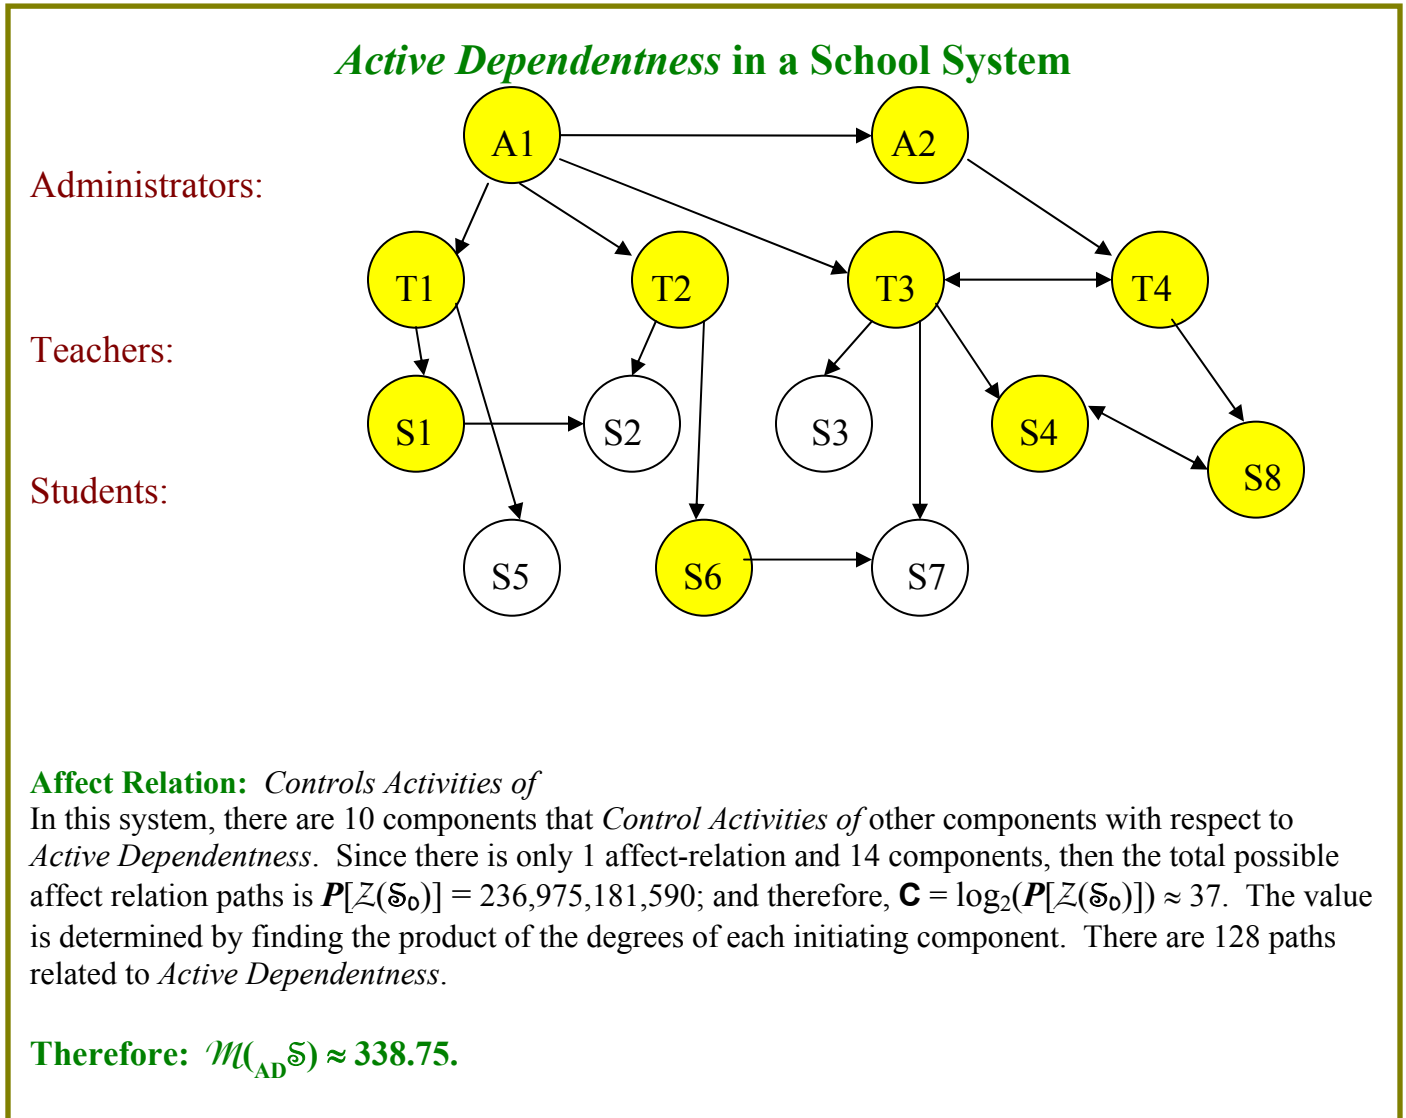 Active Dependentness in a School System
A1 A2
Administrators:
T1 T2 T3 T4
Teachers:
S1 S2 S3 S4
S8
Students:
S5 S6 S7
Affect Relation: Controls Activities of
In this system, there are 10 components that Control Activities of other components with respect to
Active Dependentness. Since there is only 1 affect-relation and 14 components, then the total possible
affect relation paths is P[Z(𝕊₀)] = 236,975,181,590; and therefore, C = log₂(P[Z(𝕊₀)]) ≈ 37. The value
is determined by finding the product of the degrees of each initiating component. There are 128 paths
related to Active Dependentness.
Therefore: ℳ(ADՏ) ≈ 338.75.